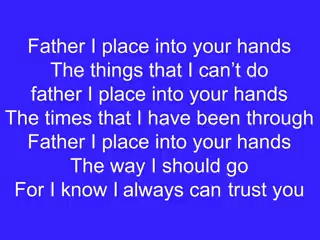 Father I place into your hands
The things that I can’t do
father I place into your hands
The times that I have been through
Father I place into your hands
The way I should go
For I know I always can trust you